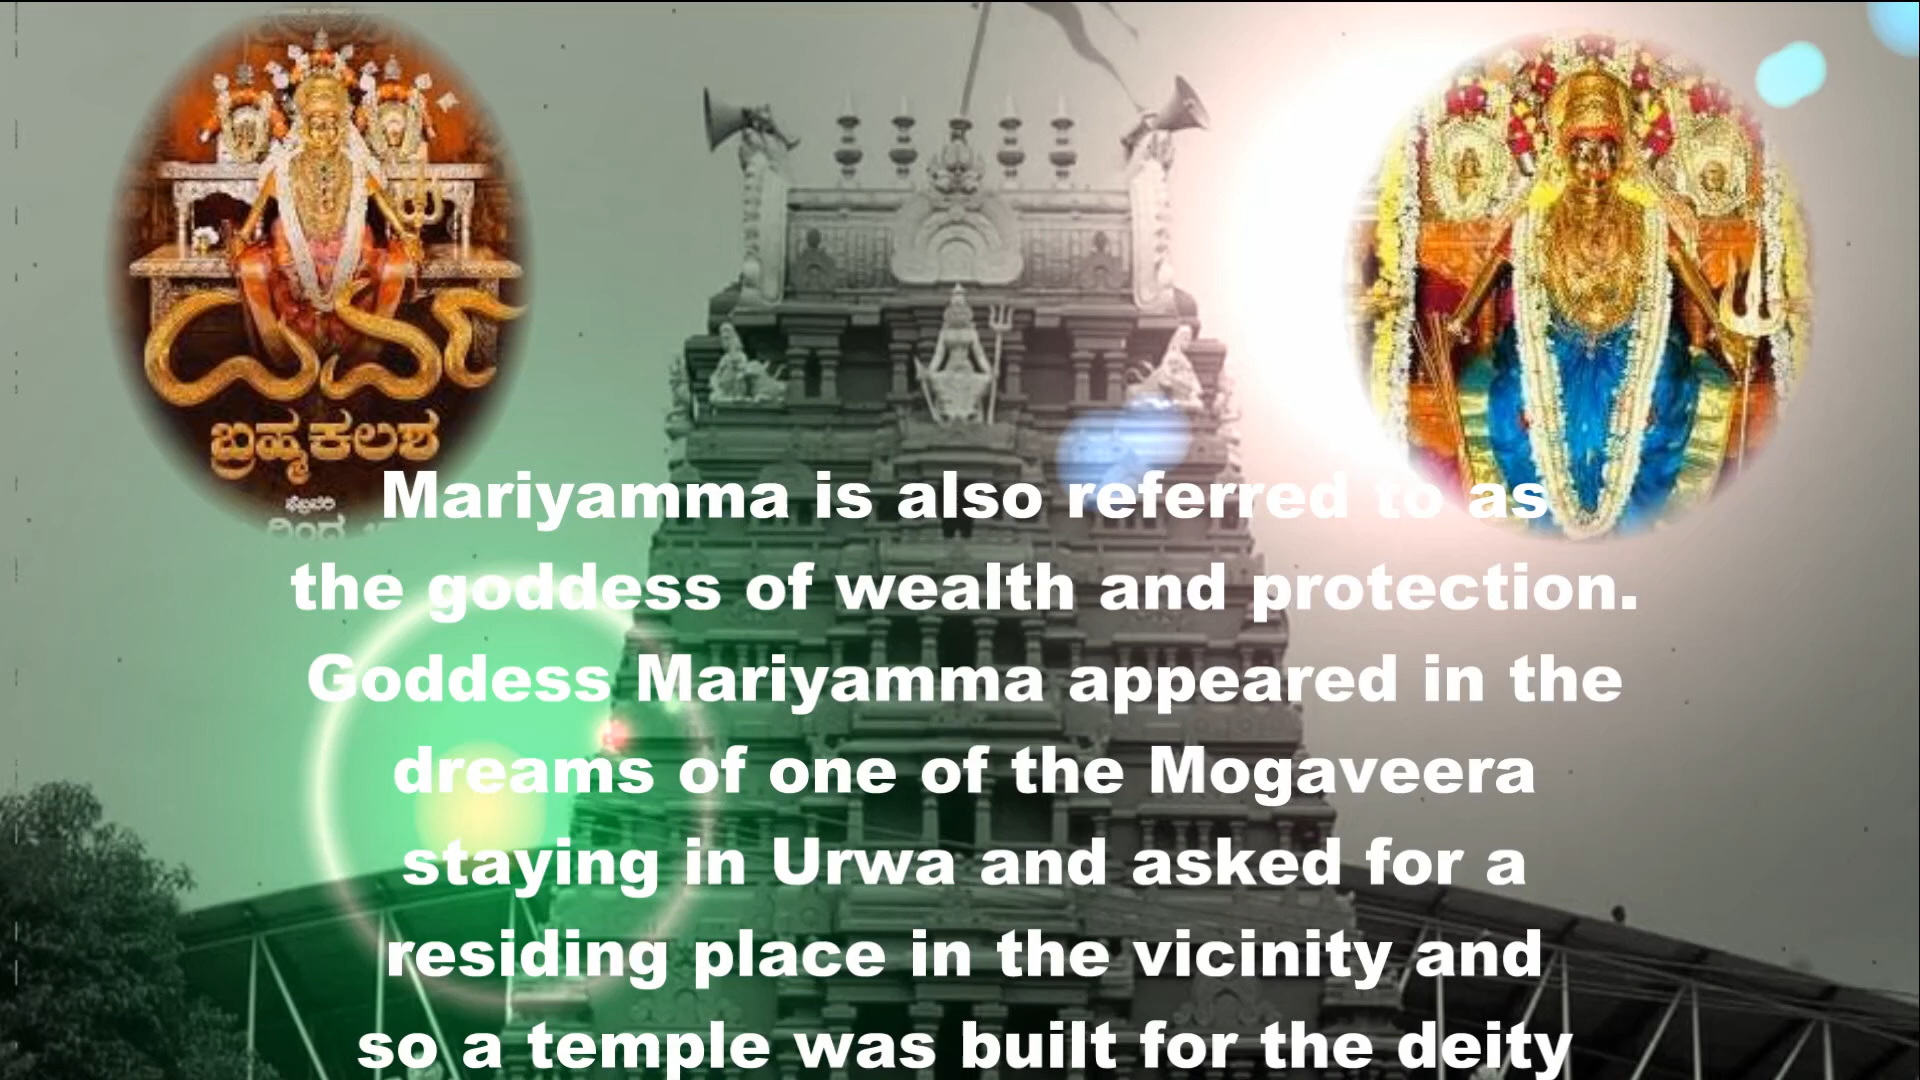 ಉರ್ವ
ಬ್ರಹ್ಮಕಲಶ
Mariyamma is also referred to as
the goddess of wealth and protection.
Goddess Mariyamma appeared in the
dreams of one of the Mogaveera
staying in Urwa and asked for a
residing place in the vicinity and
so a temple was built for the deity